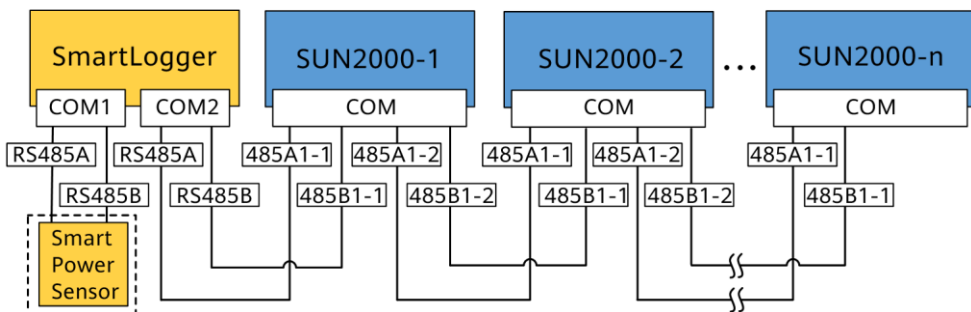 SmartLogger
SUN2000-1
SUN2000-2
...
SUN2000-n
COM1
COM2
COM
COM
COM
RS485A
RS485A
485A1-1
485A1-2
485A1-1
485A1-2
485A1-1
RS485B
RS485B
485B1-1
485B1-2
485B1-1
485B1-2
485B1-1
Smart
Power
Sensor